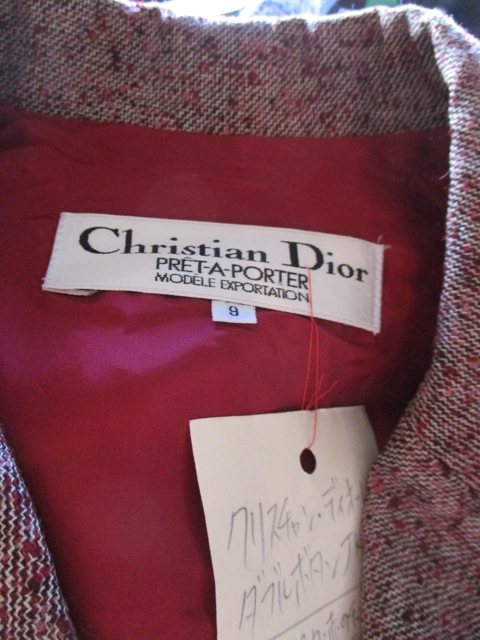 Christian Dior
PRÊT-A-PORTER
MODÈLE EXPORTATION
9
クリスチャン・ディオー
ダブルボタン